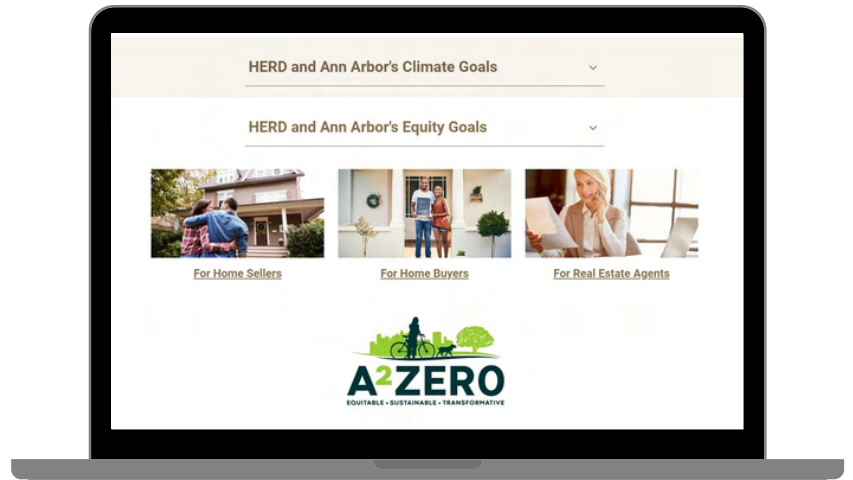 HERD and Ann Arbor's Climate Goals
HERD and Ann Arbor's Equity Goals
For Home Sellers
For Home Buyers
For Real Estate Agents
A²ZERO
EQUITABLE • SUSTAINABLE • TRANSFORMATIVE